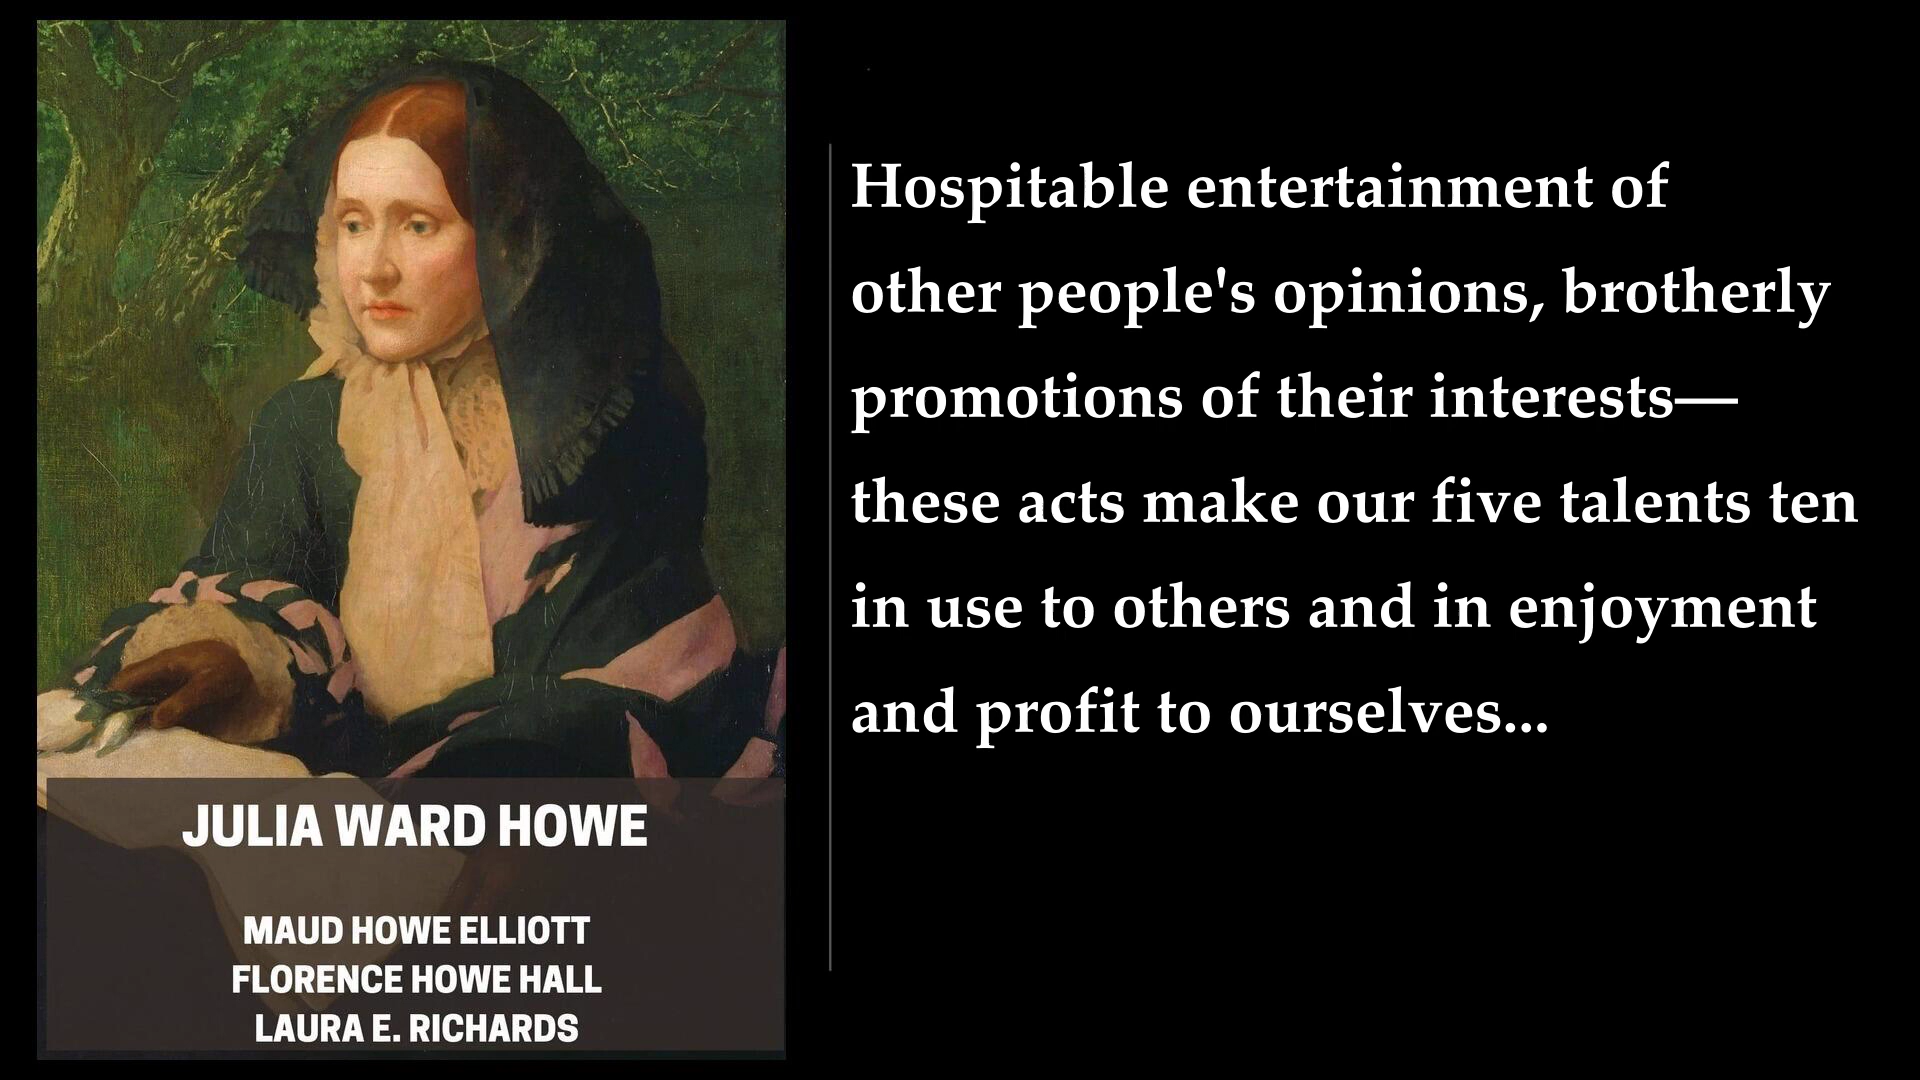 JULIA WARD HOWE
MAUD HOWE ELLIOTT
FLORENCE HOWE HALL
LAURA E. RICHARDS
Hospitable entertainment of
other people's opinions, brotherly
promotions of their interests—
these acts make our five talents ten
in use to others and in enjoyment
and profit to ourselves...